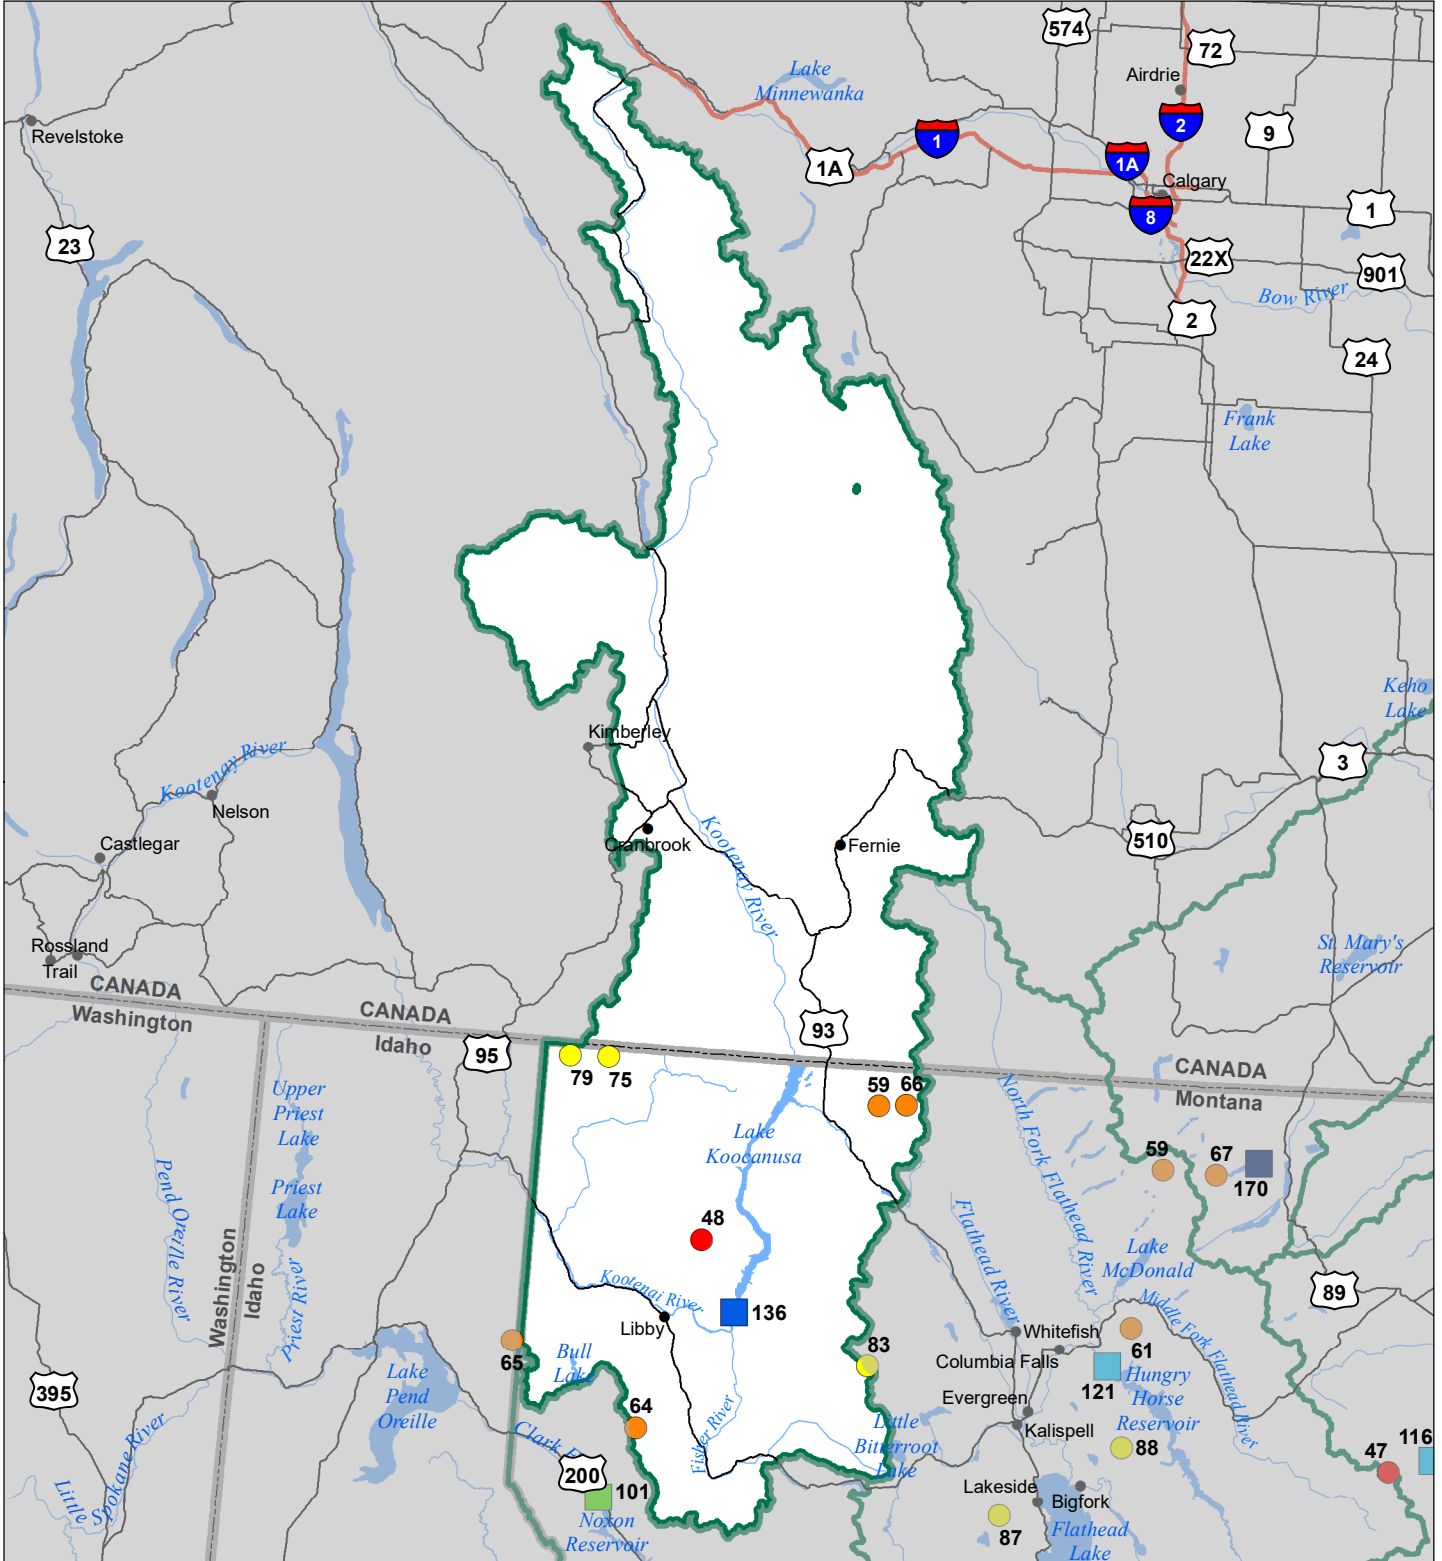 574
72
Airdrie
Lake
Minnewanka
2
9
Revelstoke
1
1A
1A
Calgary
8
1
23
22X
901
Bow River
2
24
Frank
Lake
Keho
Lake
Kimberley
Kootenay River
3
Nelson
Kootenay River
510
Castlegar
Cranbrook
Fernie
Rossland
Trail
St. Mary's
Reservoir
CANADA
Washington
CANADA
Idaho
95
93
CANADA
Montana
79
75
59
66
Upper
Priest
Lake
North Fork Flathead River
Lake
Koocanusa
59
67
170
Pend Oreille River
Priest
Lake
48
Flathead River
Washington
Idaho
Priest River
Lake
McDonald
89
Kootenai River
136
Middle Fork Flathead River
Libby
Whitefish
61
Columbia Falls
65
Bull
Lake
83
121
Hungry
Horse
Reservoir
395
Lake
Pend
Oreille
Evergreen
64
Kalispell
Little
Bitterroot
Lake
Fisher River
Clark
88
116
47
Little
Spokane River
200
101
Lakeside
Bigfork
Noxon
Reservoir
87
Flathead
Lake